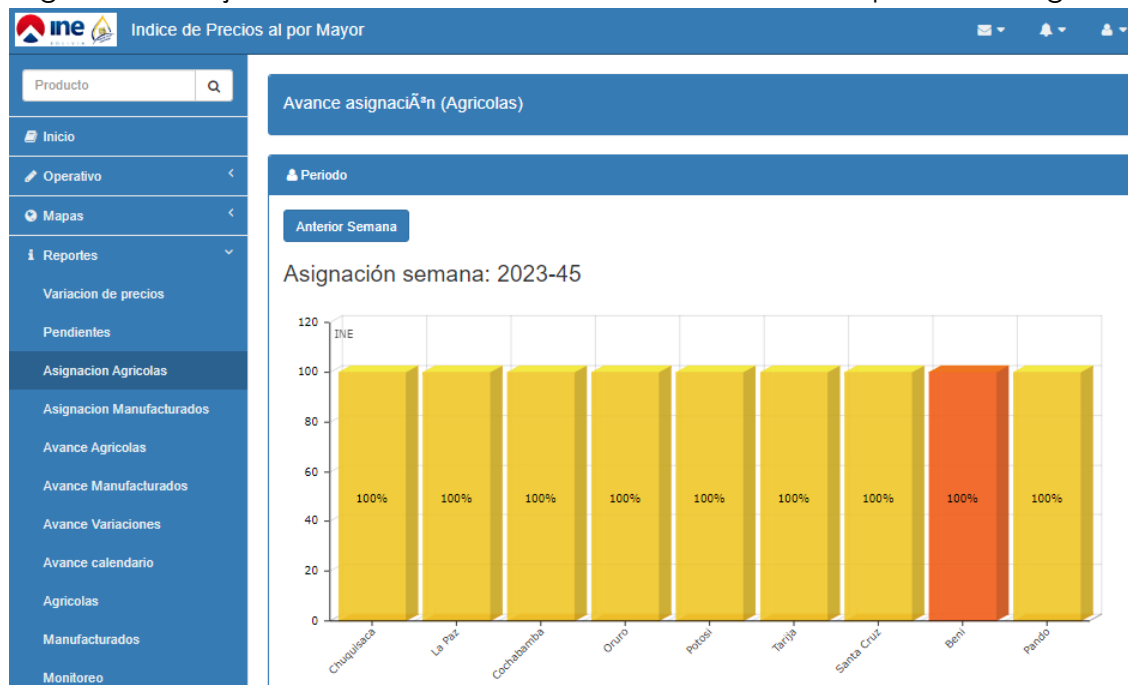 ine
BOLIVIA
Indice de Precios al por Mayor
Producto
Inicio
Operativo
Mapas
Reportes
Variacion de precios
Pendientes
Asignacion Agricolas
Asignacion Manufacturados
Avance Agricolas
Avance Manufacturados
Avance Variaciones
Avance calendario
Agricolas
Manufacturados
Monitoreo
Avance asignaciÃªn (Agricolas)
Periodo
Anterior Semana
Asignación semana: 2023-45
INE
120
100
80
60
40
20
0
100% 100% 100% 100% 100% 100% 100% 100% 100%
Chuquisaca La Paz Cochabamba Oruro Potosí Tarija Santa Cruz Beni Pando